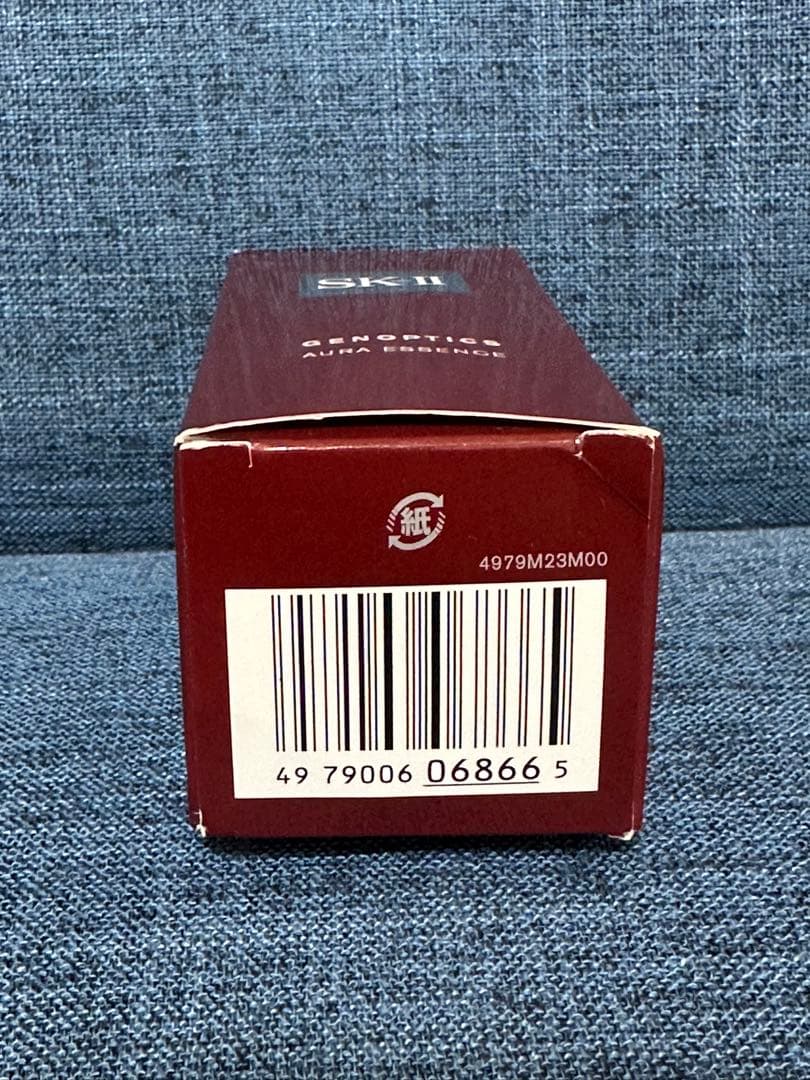 SK-II
GENOPTICS
AURA ESSENCE
紙
4979M23M00
49 79006 06866 5